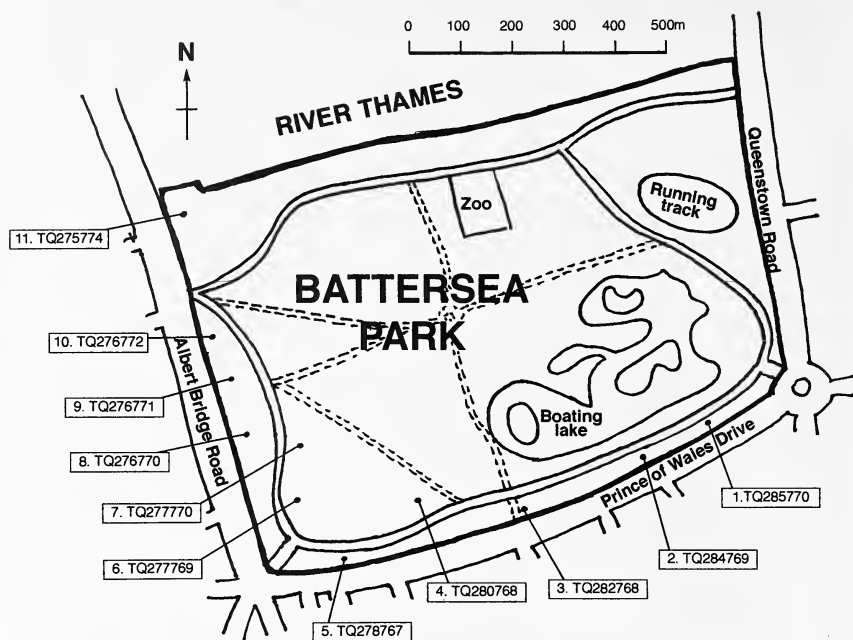 0 100 200 300 400 500m
N
RIVER THAMES
Queenstown Road
Zoo
Running
track
11. TQ275774
BATTERSEA
PARK
10. TQ276772
Albert Bridge Road
9. TQ276771
Boating
lake
8. TQ276770
Prince of Wales Drive
1.TQ285770
7. TQ277770
2. TQ284769
6. TQ277769
4. TQ280768
3. TQ282768
5. TQ278767